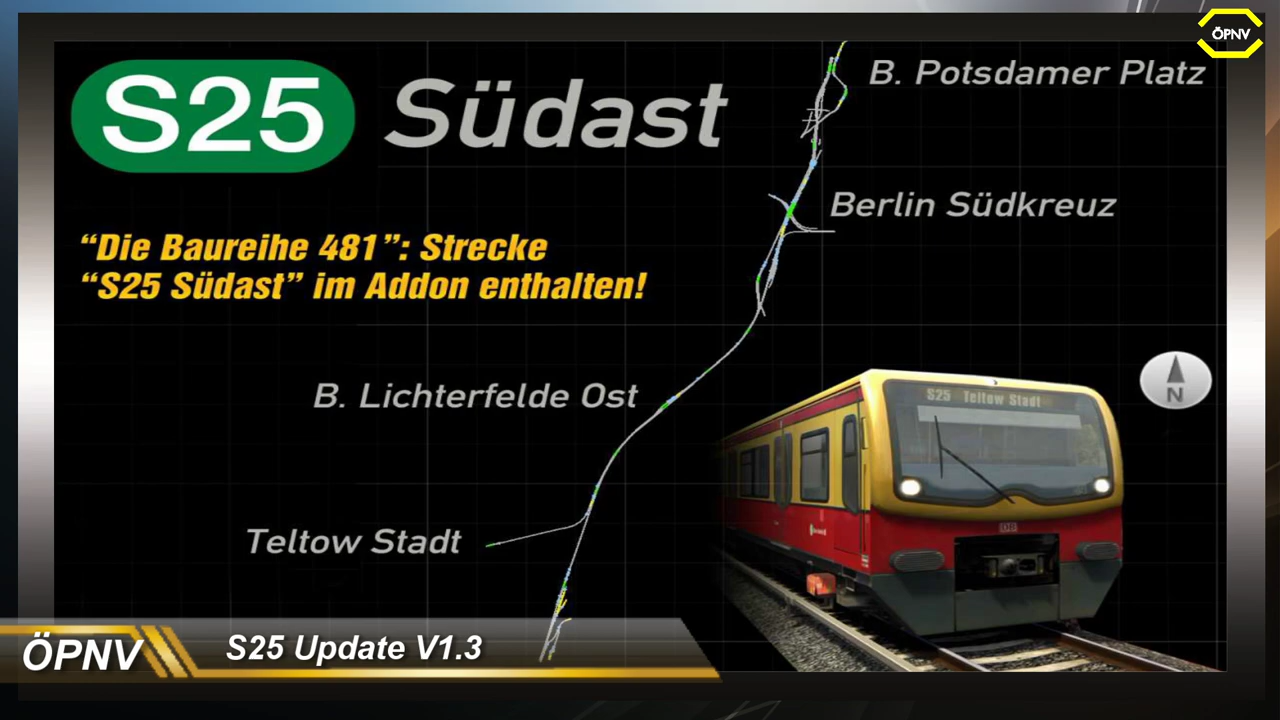 ÖPNV
S25 Südast
B. Potsdamer Platz
Berlin Südkreuz
“Die Baureihe 481”: Strecke
“S25 Südast” im Addon enthalten!
B. Lichterfelde Ost
N
S25 Teltow Stadt
DB
Teltow Stadt
ÖPNV
S25 Update V1.3